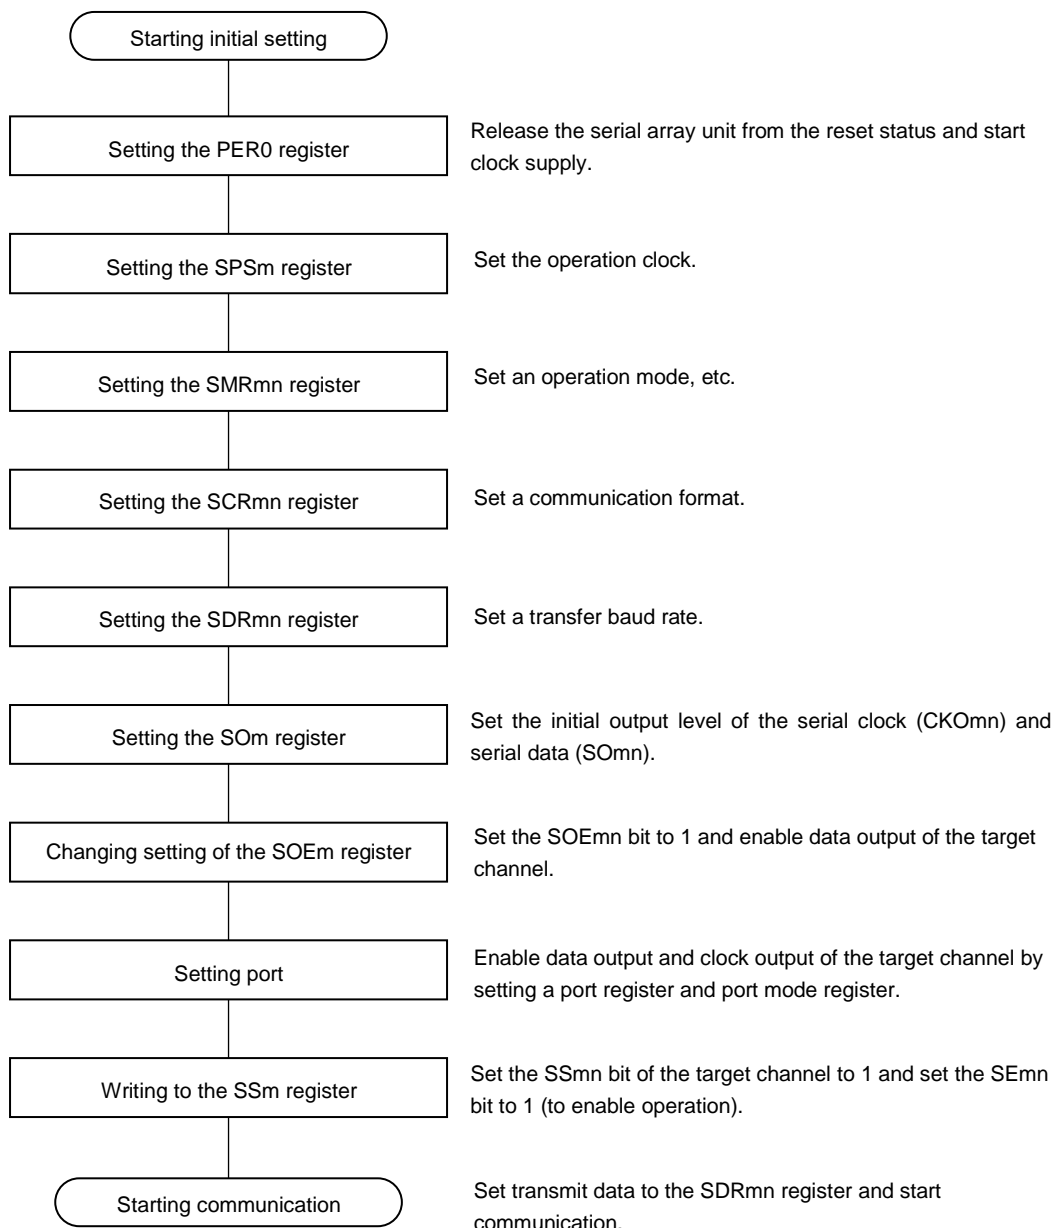 Starting initial setting
Setting the PER0 register
Release the serial array unit from the reset status and start
clock supply.
Setting the SPSm register
Set the operation clock.
Setting the SMRmn register
Set an operation mode, etc.
Setting the SCRmn register
Set a communication format.
Setting the SDRmn register
Set a transfer baud rate.
Setting the SOm register
Set the initial output level of the serial clock (CKOmn) and
serial data (SOmn).
Changing setting of the SOEm register
Set the SOEmn bit to 1 and enable data output of the target
channel.
Setting port
Enable data output and clock output of the target channel by
setting a port register and port mode register.
Writing to the SSm register
Set the SSmn bit of the target channel to 1 and set the SEmn
bit to 1 (to enable operation).
Starting communication
Set transmit data to the SDRmn register and start
communication.